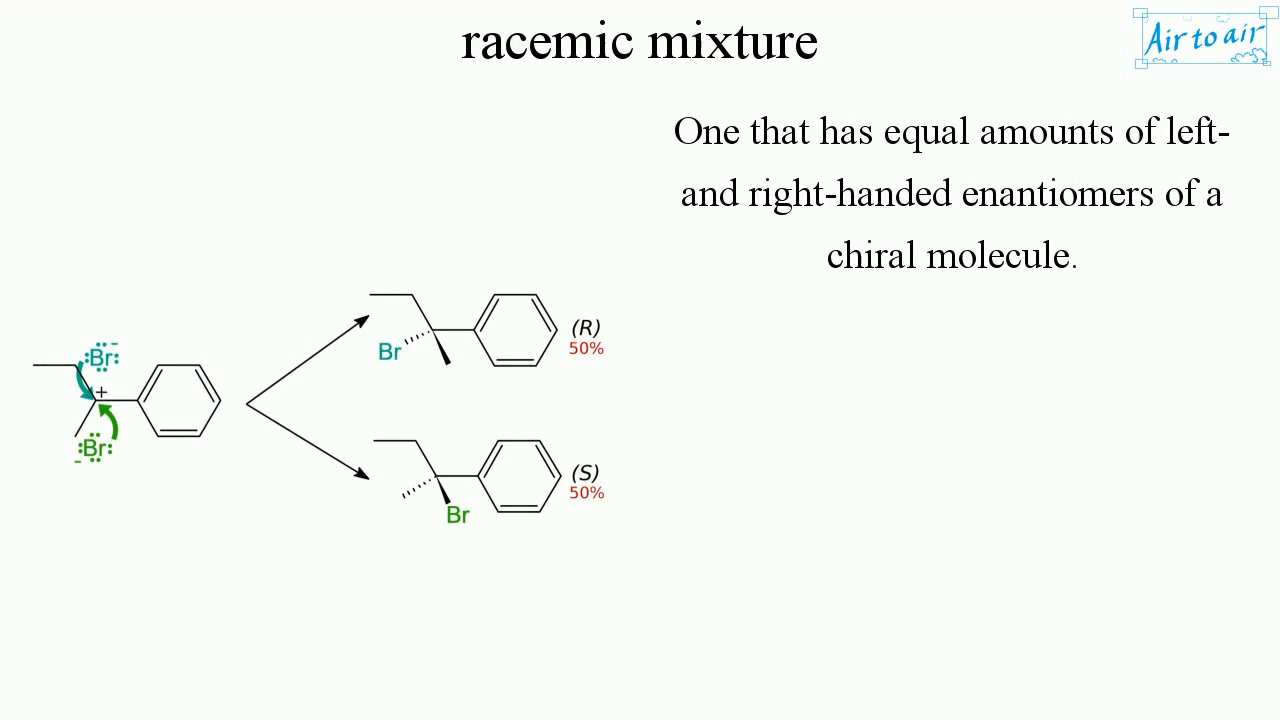 racemic mixture
Air to air
One that has equal amounts of left-
and right-handed enantiomers of a
chiral molecule.
Br
(R)
50%
Br
:Br: -
+
:Br:
-
(S)
50%
Br